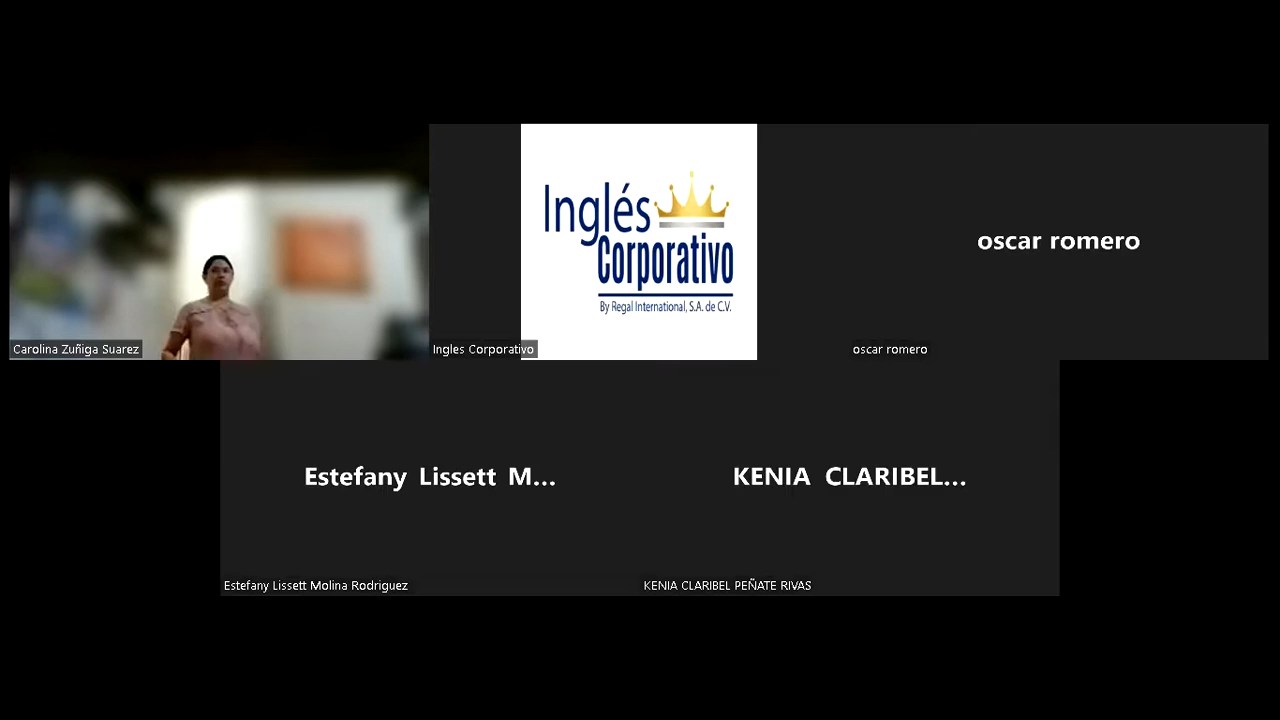 Inglés
Corporativo
By Regal International, S.A. de C.V.
oscar romero
Carolina Zuñiga Suarez
Ingles Corporativo
oscar romero
Estefany Lissett M...
KENIA CLARIBEL...
Estefany Lissett Molina Rodriguez
KENIA CLARIBEL PEÑATE RIVAS